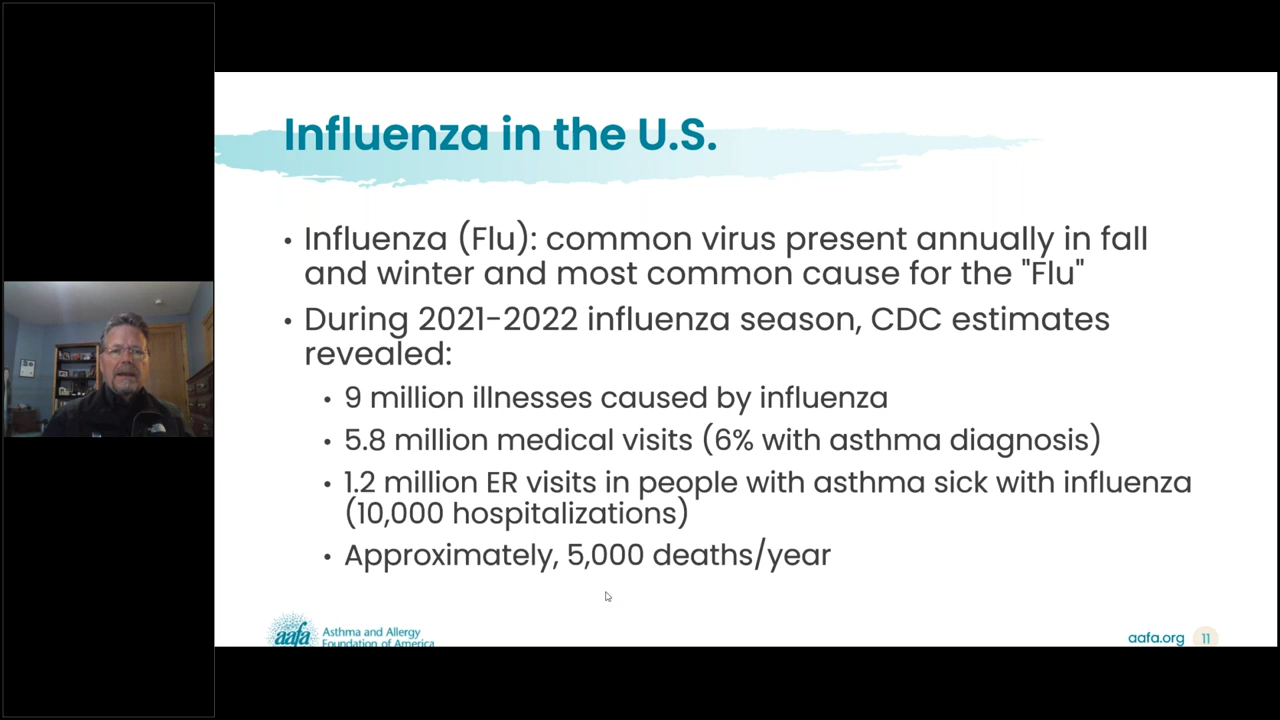 Influenza in the U.S.
• Influenza (Flu): common virus present annually in fall
and winter and most common cause for the "Flu"
• During 2021-2022 influenza season, CDC estimates
revealed:
• 9 million illnesses caused by influenza
• 5.8 million medical visits (6% with asthma diagnosis)
• 1.2 million ER visits in people with asthma sick with influenza
(10,000 hospitalizations)
• Approximately, 5,000 deaths/year
aafa Asthma and Allergy
Foundation of America
aafa.org 11